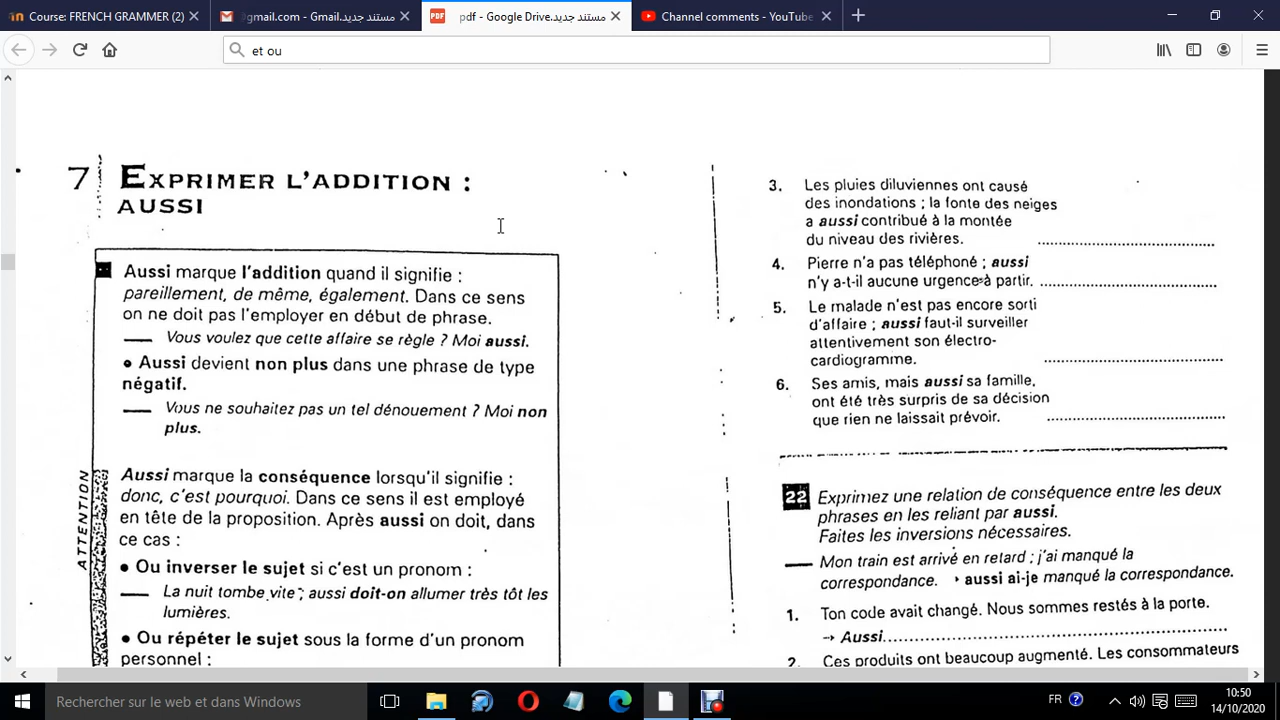 Course: FRENCH GRAMMER (2)
مستند جديد.gmail.com - Gmail
مستند جديد.pdf - Google Drive
Channel comments - YouTube
et ou
7 EXPRIMER L'ADDITION :
AUSSI
Aussi marque l'addition quand il signifie :
pareillement, de même, également. Dans ce sens
on ne doit pas l'employer en début de phrase.
Vous voulez que cette affaire se règle ? Moi aussi.
• Aussi devient non plus dans une phrase de type
négatif.
Vous ne souhaitez pas un tel dénouement ? Moi non
plus.
ATTENTION
Aussi marque la conséquence lorsqu'il signifie :
donc, c'est pourquoi. Dans ce sens il est employé
en tête de la proposition. Après aussi on doit, dans
ce cas :
• Ou inverser le sujet si c'est un pronom :
La nuit tombe vite ; aussi doit-on allumer très tôt les
lumières.
• Ou répéter le sujet sous la forme d'un pronom
personnel :
3. Les pluies diluviennes ont causé
des inondations ; la fonte des neiges
a aussi contribué à la montée
du niveau des rivières. ........................................
4. Pierre n'a pas téléphoné ; aussi
n'y a-t-il aucune urgence à partir. ........................................
5. Le malade n'est pas encore sorti
d'affaire ; aussi faut-il surveiller
attentivement son électro-
cardiogramme. ........................................
6. Ses amis, mais aussi sa famille,
ont été très surpris de sa décision
que rien ne laissait prévoir. ........................................
22 Exprimez une relation de conséquence entre les deux
phrases en les reliant par aussi.
Faites les inversions nécessaires.
Mon train est arrivé en retard ; j'ai manqué la
correspondance. → aussi ai-je manqué la correspondance.
1. Ton code avait changé. Nous sommes restés à la porte.
→ Aussi........................................
2. Ces produits ont beaucoup augmenté. Les consommateurs
Rechercher sur le web et dans Windows
FR
10:50
14/10/2020